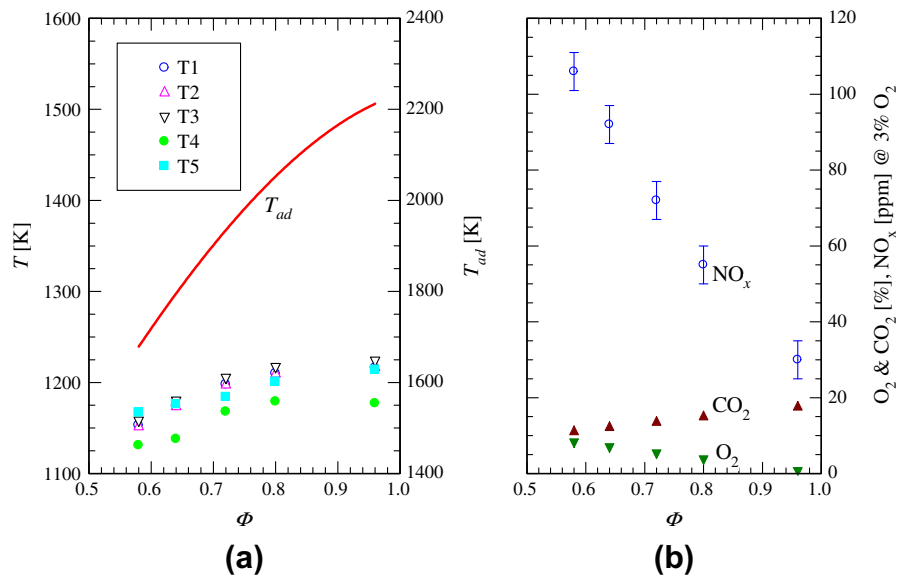 1600
1500
1400
1300
1200
1100
T [K]
T1
T2
T3
T4
T5
T_ad
2400
2200
2000
1800
1600
1400
T_ad [K]
0.5 0.6 0.7 0.8 0.9 1.0
Φ
(a)
NO_x
CO_2
O_2
120
100
80
60
40
20
0
O_2 & CO_2 [%], NO_x [ppm] @ 3% O_2
0.5 0.6 0.7 0.8 0.9 1.0
Φ
(b)